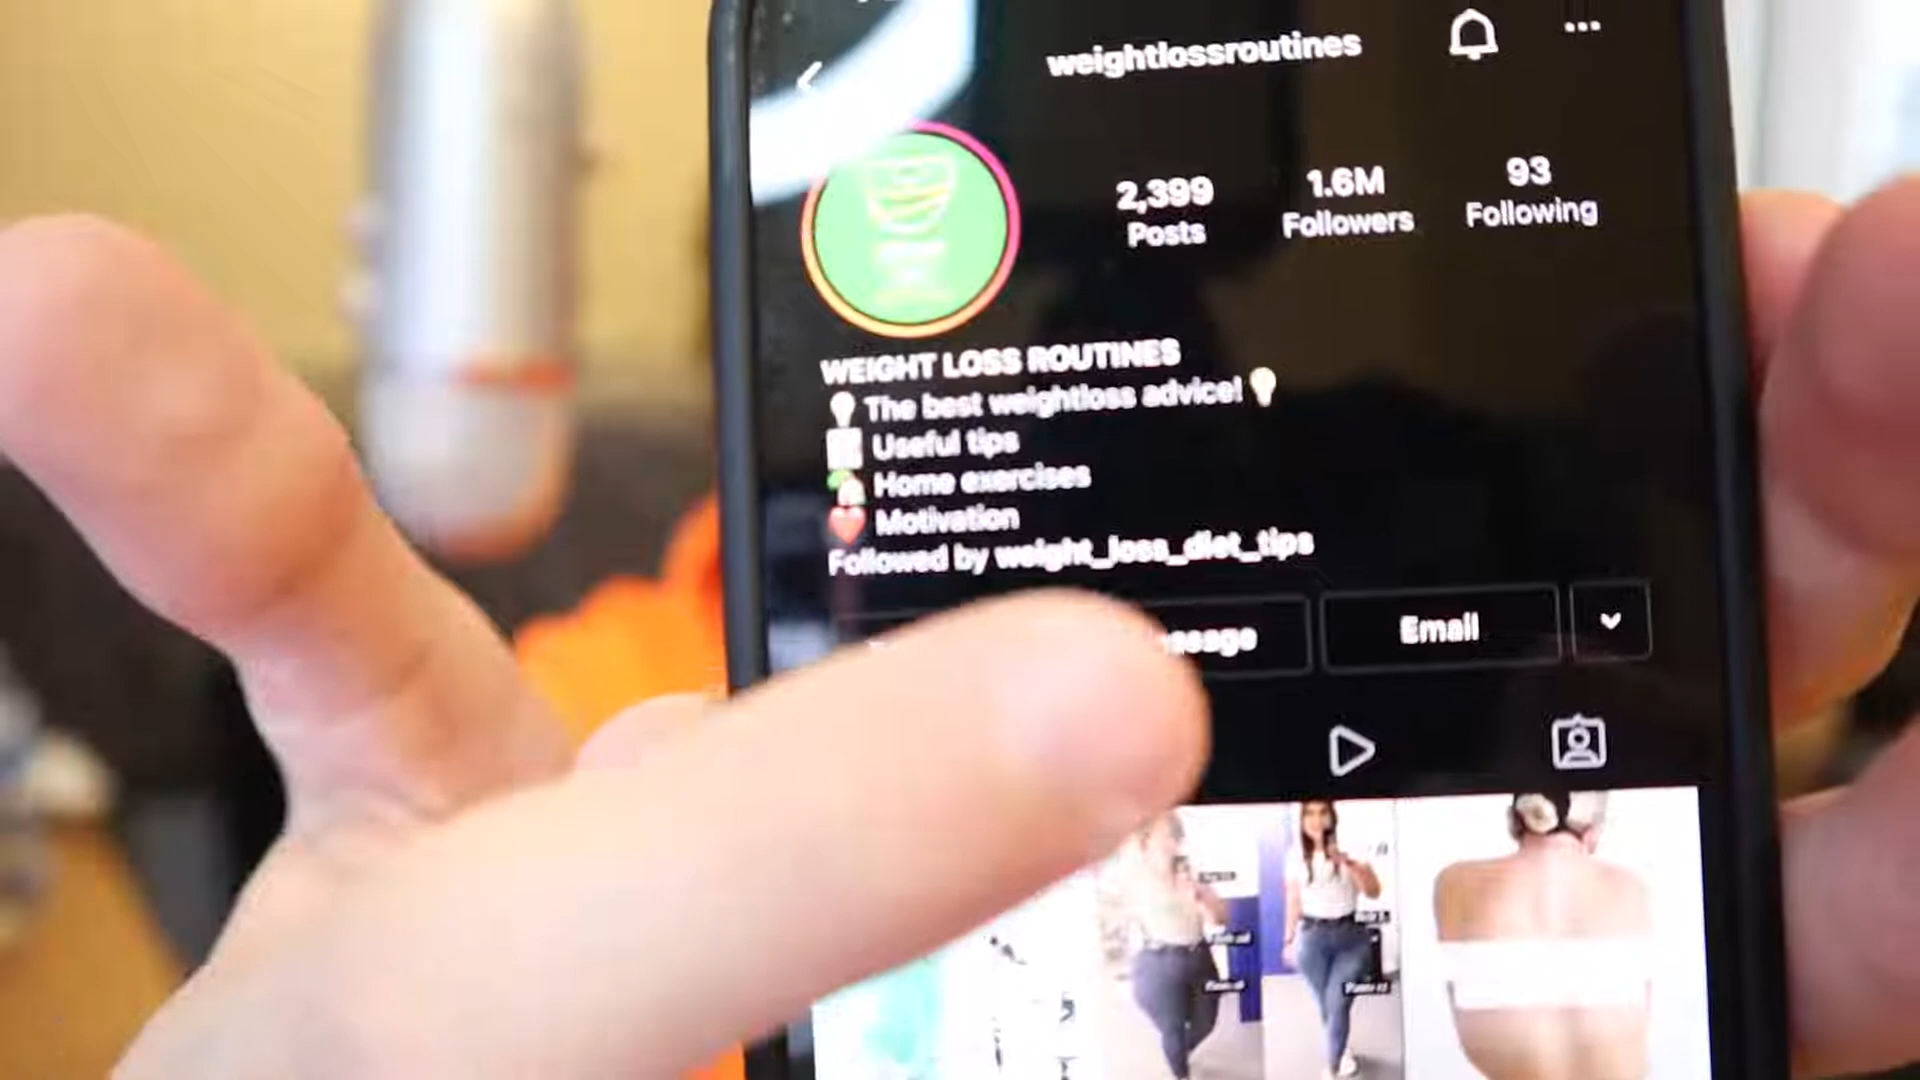 weightlossroutines
2,399
Posts
1.6M
Followers
93
Following
WEIGHT LOSS ROUTINES
The best weightloss advice!
Useful tips
Home exercises
Motivation
Followed by weight_loss_diet_tips
Email